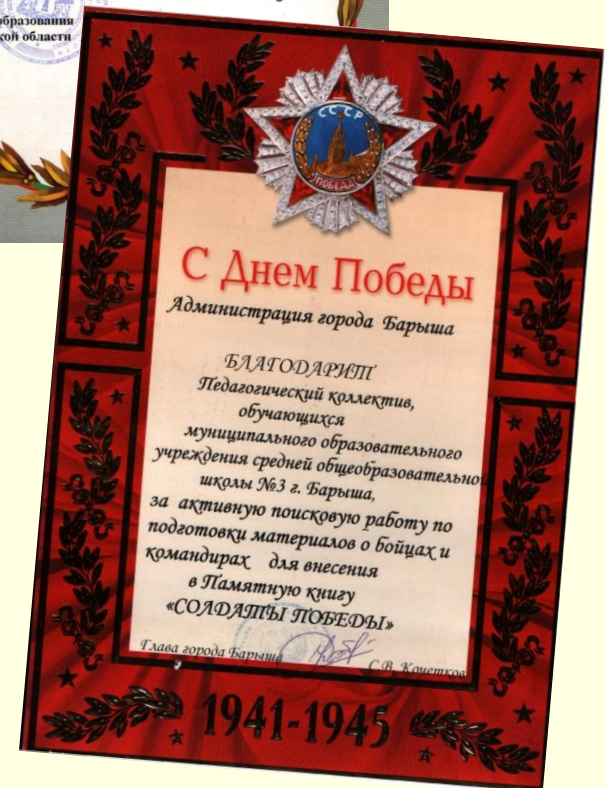 образования
кой области
СССР
ПОБЕДА
С Днем Победы
Администрация города Барыша
БЛАГОДАРИТ
Педагогический коллектив,
обучающихся
муниципального образовательного
учреждения средней общеобразовательной
школы №3 г. Барыша,
за активную поисковую работу по
подготовки материалов о бойцах и
командирах для внесения
в Памятную книгу
«СОЛДАТЫ ПОБЕДЫ»
Глава города Барыша С.В. Кочетков
1941-1945